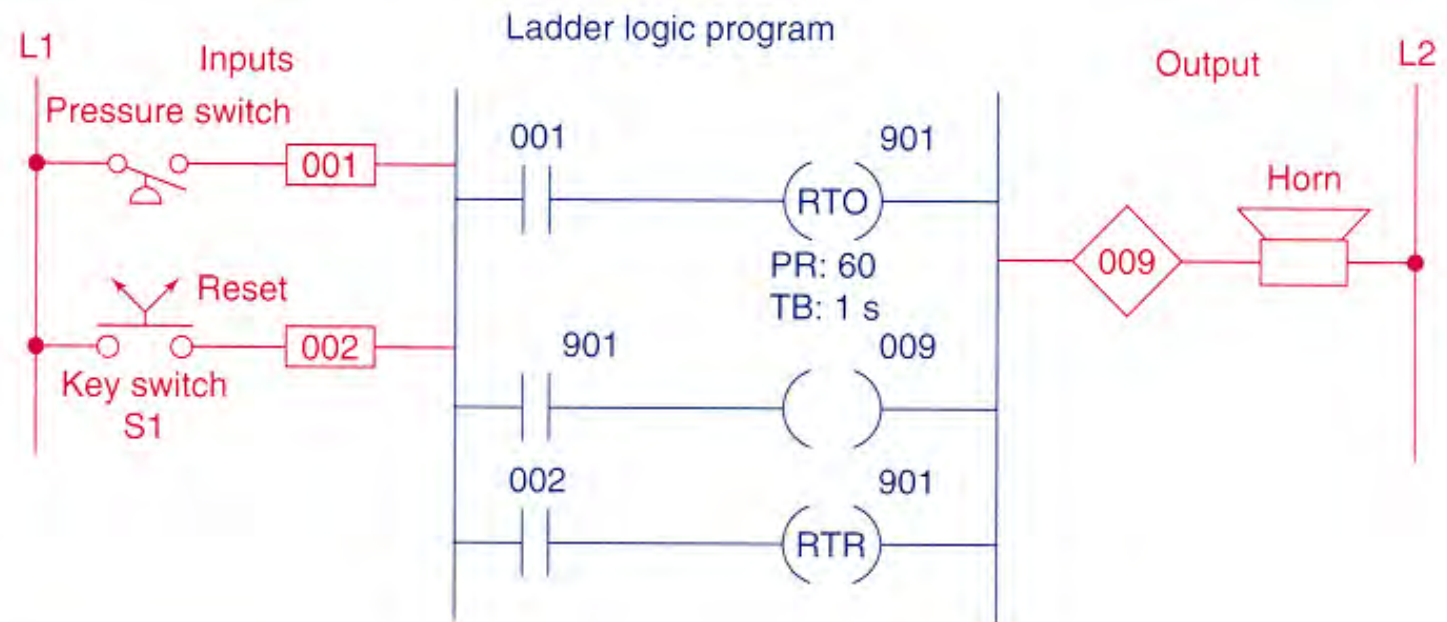 Ladder logic program
L1
Inputs
Output
L2
Pressure switch
001
001
901
RTO
PR: 60
TB: 1 s
Horn
009
Reset
002
Key switch
S1
901
009
002
901
RTR